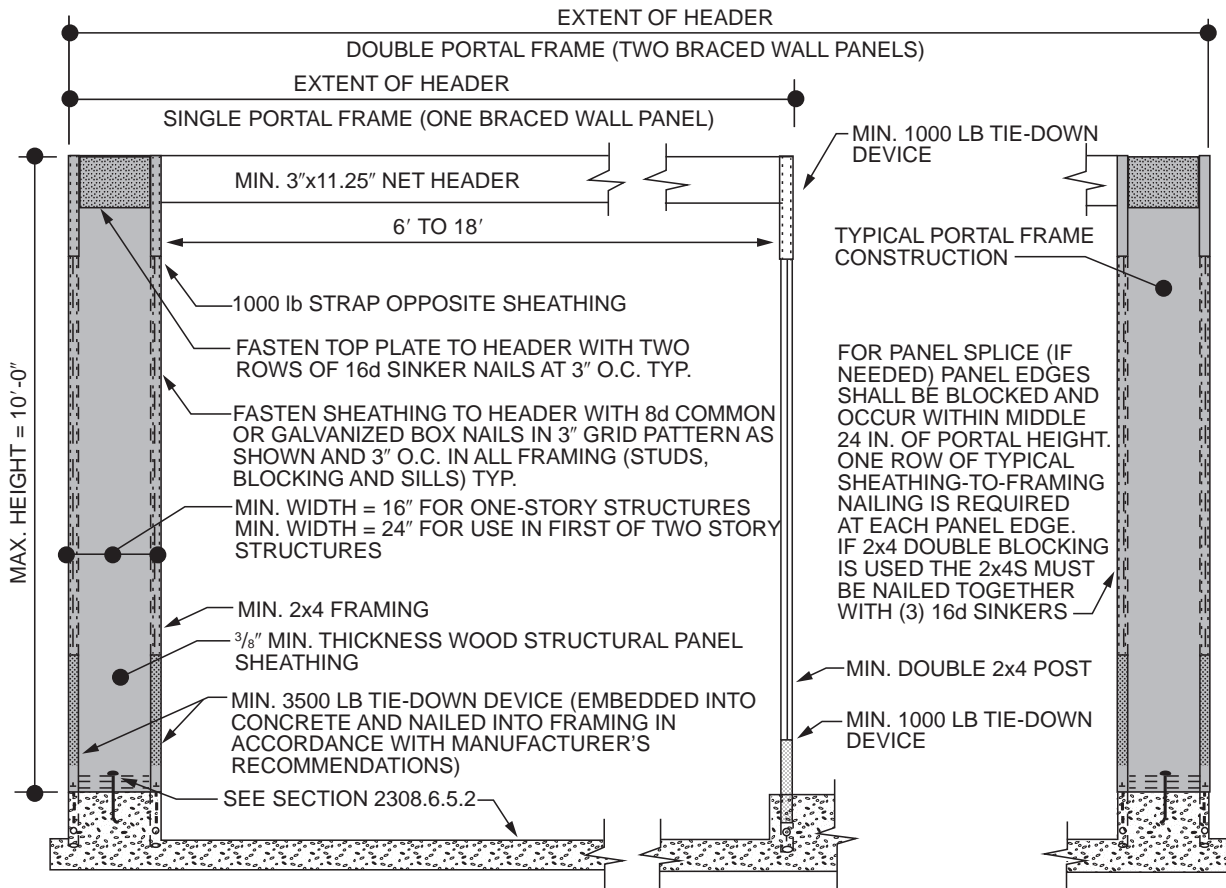 EXTENT OF HEADER
DOUBLE PORTAL FRAME (TWO BRACED WALL PANELS)
EXTENT OF HEADER
SINGLE PORTAL FRAME (ONE BRACED WALL PANEL)
MIN. 1000 LB TIE-DOWN
DEVICE
MIN. 3″x11.25″ NET HEADER
6′ TO 18′
TYPICAL PORTAL FRAME
CONSTRUCTION
1000 lb STRAP OPPOSITE SHEATHING
FASTEN TOP PLATE TO HEADER WITH TWO
ROWS OF 16d SINKER NAILS AT 3″ O.C. TYP.
FASTEN SHEATHING TO HEADER WITH 8d COMMON
OR GALVANIZED BOX NAILS IN 3″ GRID PATTERN AS
SHOWN AND 3″ O.C. IN ALL FRAMING (STUDS,
BLOCKING AND SILLS) TYP.
MIN. WIDTH = 16″ FOR ONE-STORY STRUCTURES
MIN. WIDTH = 24″ FOR USE IN FIRST OF TWO STORY
STRUCTURES
FOR PANEL SPLICE (IF
NEEDED) PANEL EDGES
SHALL BE BLOCKED AND
OCCUR WITHIN MIDDLE
24 IN. OF PORTAL HEIGHT.
ONE ROW OF TYPICAL
SHEATHING-TO-FRAMING
NAILING IS REQUIRED
AT EACH PANEL EDGE.
IF 2x4 DOUBLE BLOCKING
IS USED THE 2x4S MUST
BE NAILED TOGETHER
WITH (3) 16d SINKERS
MAX. HEIGHT = 10′-0″
MIN. 2x4 FRAMING
3/8″ MIN. THICKNESS WOOD STRUCTURAL PANEL
SHEATHING
MIN. DOUBLE 2x4 POST
MIN. 3500 LB TIE-DOWN DEVICE (EMBEDDED INTO
CONCRETE AND NAILED INTO FRAMING IN
ACCORDANCE WITH MANUFACTURER'S
RECOMMENDATIONS)
MIN. 1000 LB TIE-DOWN
DEVICE
SEE SECTION 2308.6.5.2